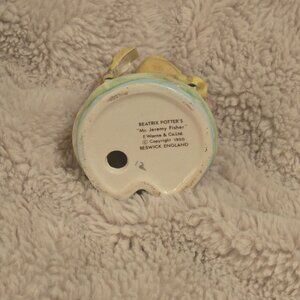 BEATRIX POTTER'S
"Mr. Jeremy Fisher"
F. Warne & Co. Ltd.
© Copyright 1950
BESWICK ENGLAND